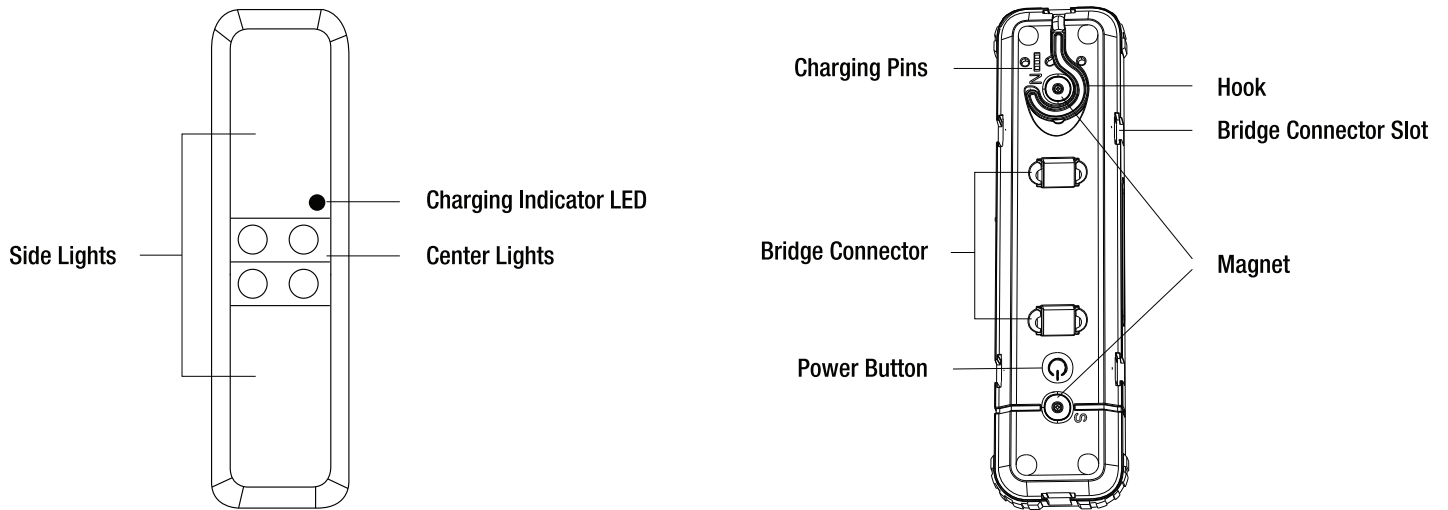 Side Lights
Charging Indicator LED
Center Lights
Charging Pins
Bridge Connector
Power Button
Hook
Bridge Connector Slot
Magnet
N
S